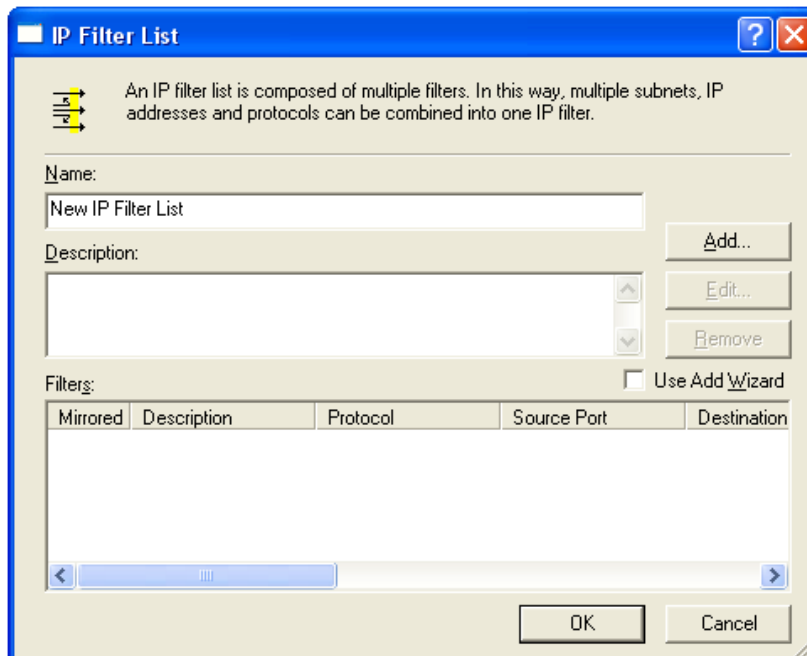 IP Filter List
An IP filter list is composed of multiple filters. In this way, multiple subnets, IP
addresses and protocols can be combined into one IP filter.
Name:
New IP Filter List
Add...
Description:
Edit...
Remove
Filters:
Use Add Wizard
Mirrored Description Protocol Source Port Destination
OK Cancel